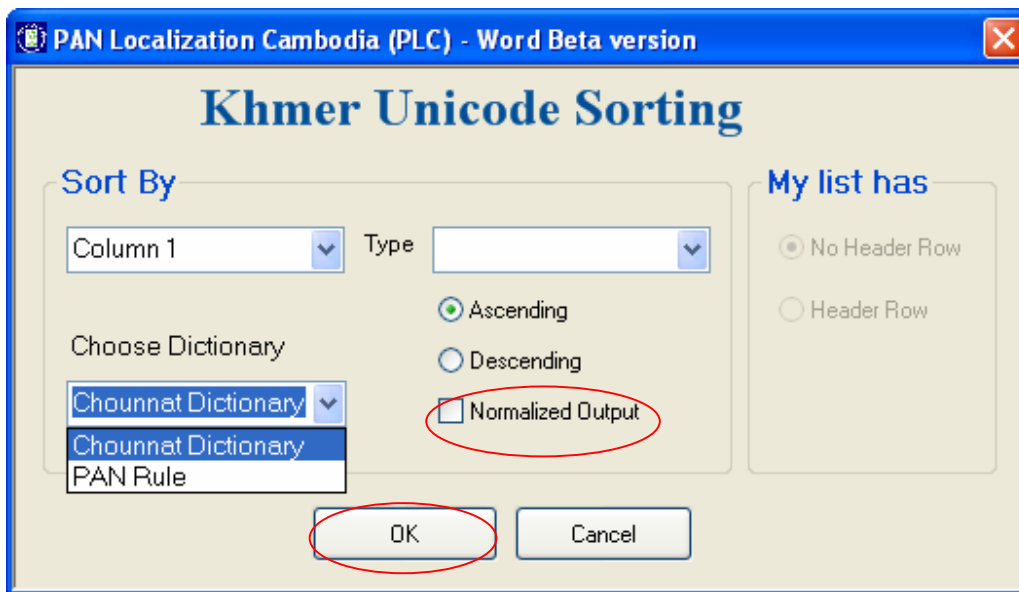 PAN Localization Cambodia (PLC) - Word Beta version
Khmer Unicode Sorting
Sort By
Column 1
Type
Ascending
Descending
Normalized Output
Choose Dictionary
Chounnat Dictionary
Chounnat Dictionary
PAN Rule
My list has
No Header Row
Header Row
OK
Cancel